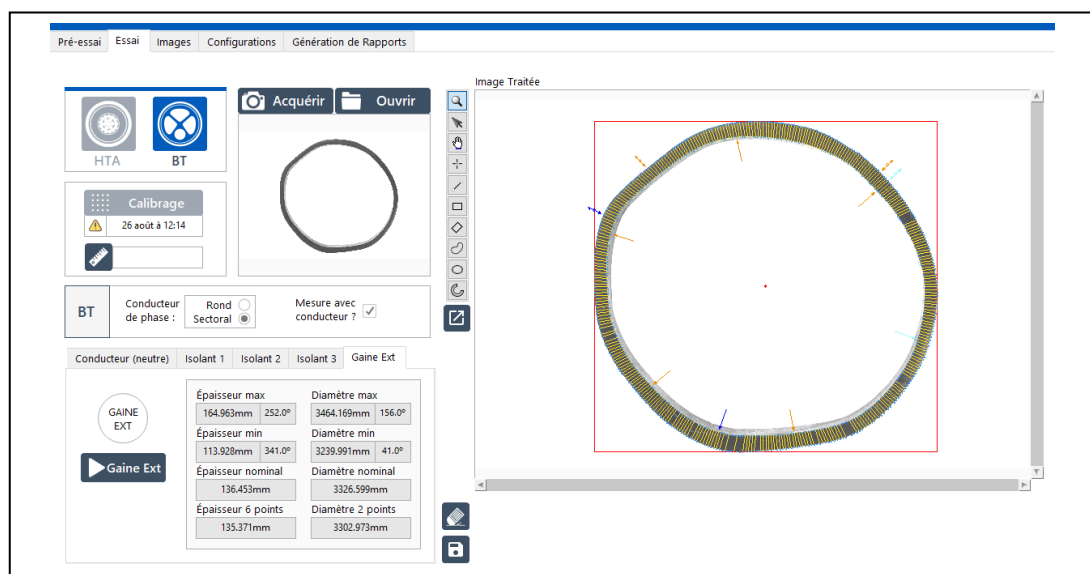 Pré-essai Essai Images Configurations Génération de Rapports
Image Traitée
Acquérir Ouvrir
HTA BT
Calibrage
26 août à 12:14
BT
Conducteur de phase :
Rond
Sectoral
Mesure avec conducteur ?
Conducteur (neutre) Isolant 1 Isolant 2 Isolant 3 Gaine Ext
GAINE
EXT
Gaine Ext
Épaisseur max Diamètre max
164.963mm 252.0º 3464.169mm 156.0º
Épaisseur min Diamètre min
113.928mm 341.0º 3239.991mm 41.0º
Épaisseur nominal Diamètre nominal
136.453mm 3326.599mm
Épaisseur 6 points Diamètre 2 points
135.371mm 3302.973mm